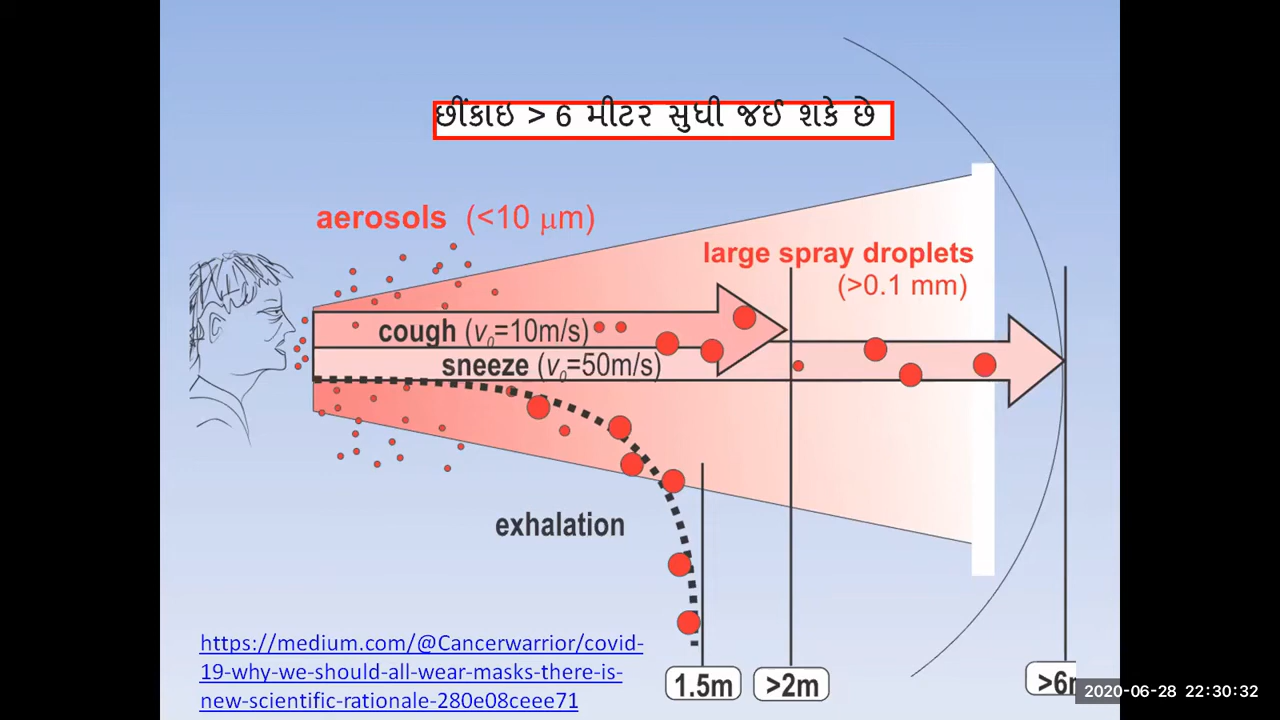 છીંકાઇ > 6 મીટર સુધી જઈ શકે છે
aerosols (<10 μm)
large spray droplets
(>0.1 mm)
cough (v₀=10m/s)
sneeze (v₀=50m/s)
exhalation
https://medium.com/@Cancerwarrior/covid-
19-why-we-should-all-wear-masks-there-is-
new-scientific-rationale-280e08ceee71
1.5m
>2m
>6m
2020-06-28 22:30:32